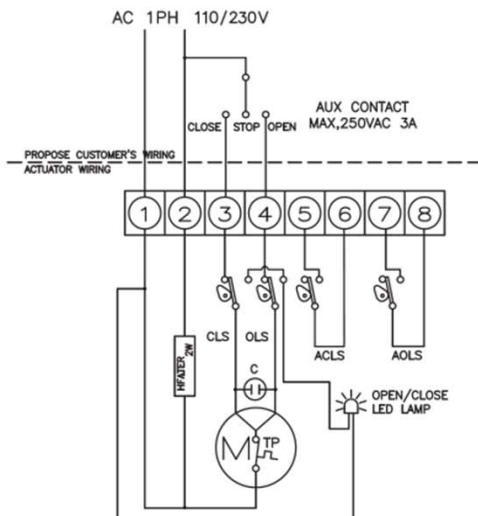 AC 1PH 110/230V
AUX CONTACT
MAX,250VAC 3A
CLOSE STOP OPEN
PROPOSE CUSTOMER'S WIRING
ACTUATOR WIRING
1 2 3 4 5 6 7 8
CLS OLS
ACLS AOLS
HEATER 2W
C
OPEN/CLOSE
LED LAMP
M TP